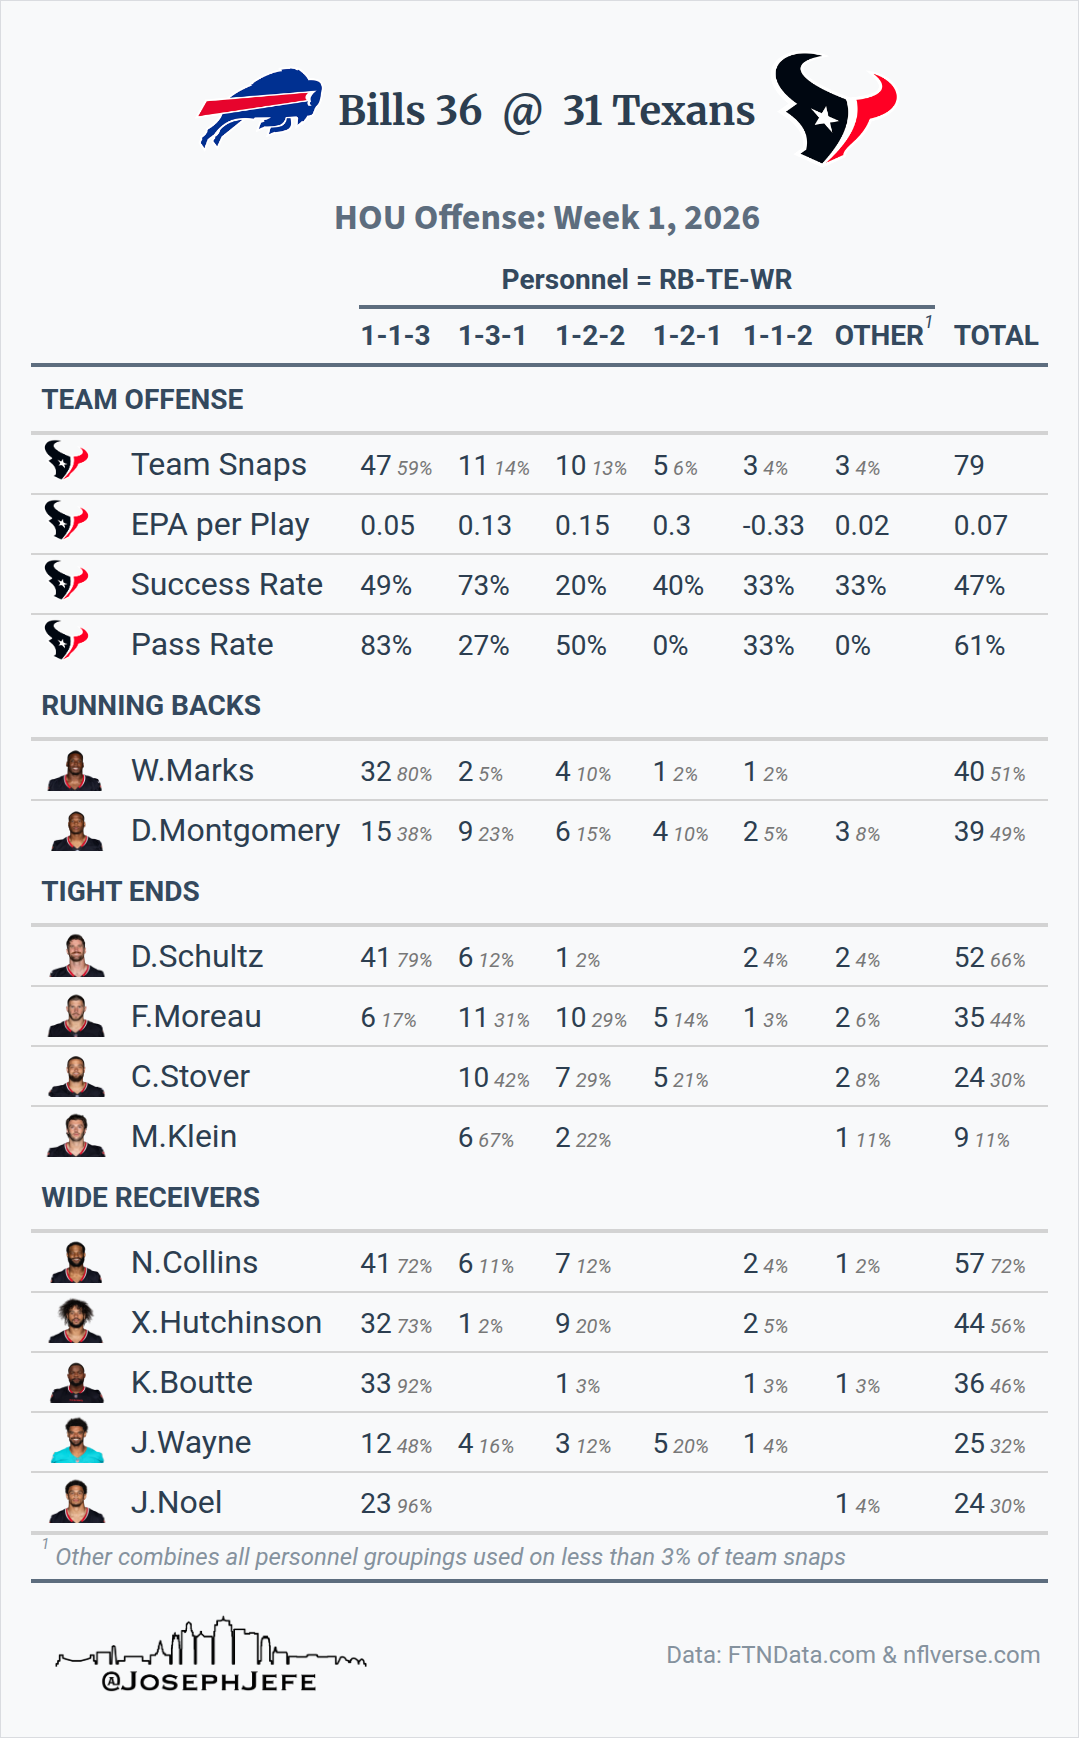 Bills 36 @ 31 Texans
HOU Offense: Week 1, 2026
Personnel = RB-TE-WR
1-1-3 1-3-1 1-2-2 1-2-1 1-1-2 OTHER1 TOTAL
TEAM OFFENSE
Team Snaps 47 59% 11 14% 10 13% 5 6% 3 4% 3 4% 79
EPA per Play 0.05 0.13 0.15 0.3 -0.33 0.02 0.07
Success Rate 49% 73% 20% 40% 33% 33% 47%
Pass Rate 83% 27% 50% 0% 33% 0% 61%
RUNNING BACKS
W.Marks 32 80% 2 5% 4 10% 1 2% 1 2% 40 51%
D.Montgomery 15 38% 9 23% 6 15% 4 10% 2 5% 3 8% 39 49%
TIGHT ENDS
D.Schultz 41 79% 6 12% 1 2% 2 4% 2 4% 52 66%
F.Moreau 6 17% 11 31% 10 29% 5 14% 1 3% 2 6% 35 44%
C.Stover 10 42% 7 29% 5 21% 2 8% 24 30%
M.Klein 6 67% 2 22% 1 11% 9 11%
WIDE RECEIVERS
N.Collins 41 72% 6 11% 7 12% 2 4% 1 2% 57 72%
X.Hutchinson 32 73% 1 2% 9 20% 2 5% 44 56%
K.Boutte 33 92% 1 3% 1 3% 1 3% 36 46%
J.Wayne 12 48% 4 16% 3 12% 5 20% 1 4% 25 32%
J.Noel 23 96% 1 4% 24 30%
1 Other combines all personnel groupings used on less than 3% of team snaps
@JosephJefe
Data: FTNData.com & nflverse.com